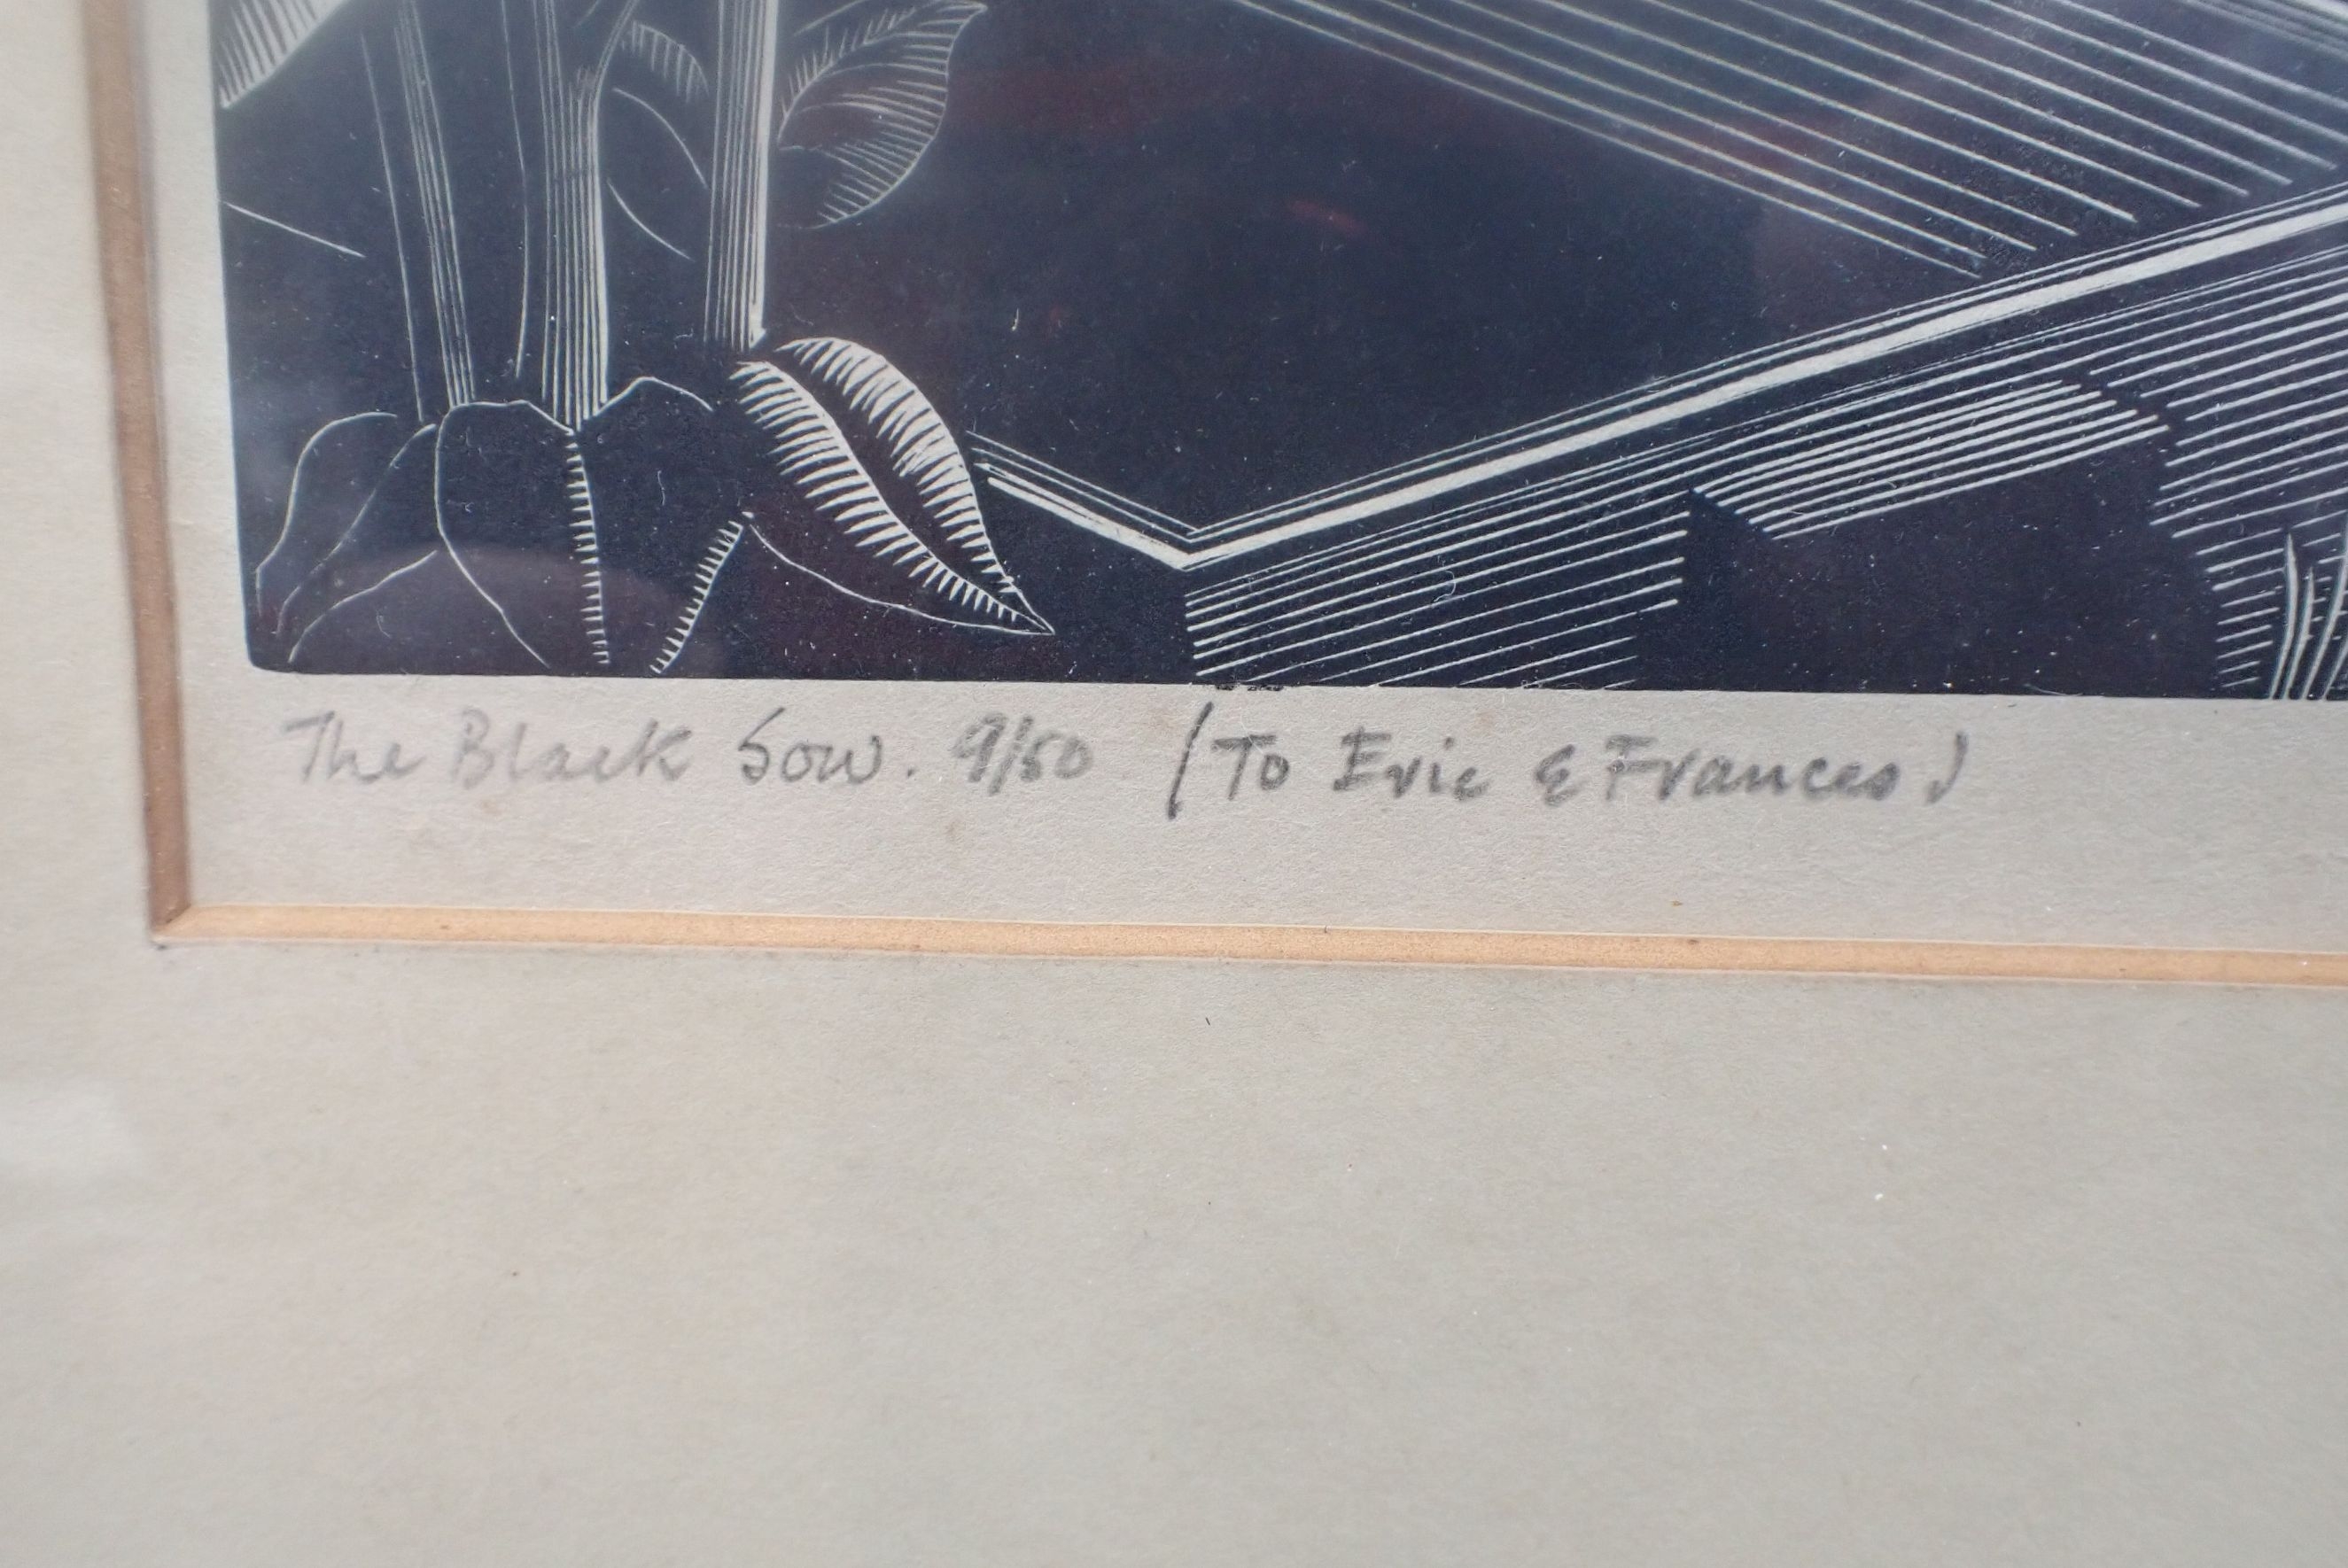 The Black Sow. 9/50 (To Eric & Frances)